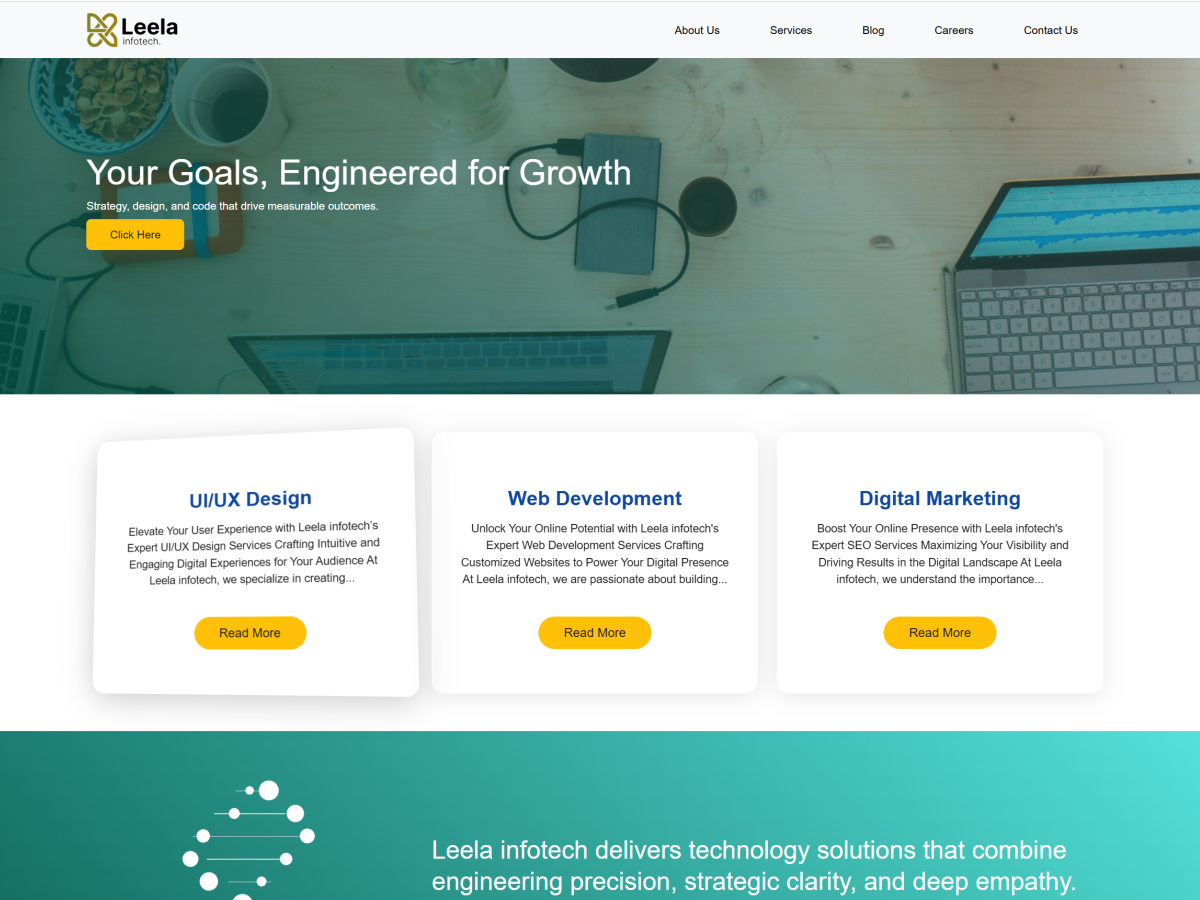 Leela
infotech.
About Us
Services
Blog
Careers
Contact Us
Your Goals, Engineered for Growth
Strategy, design, and code that drive measurable outcomes.
Click Here
UI/UX Design
Elevate Your User Experience with Leela infotech’s
Expert UI/UX Design Services Crafting Intuitive and
Engaging Digital Experiences for Your Audience At
Leela infotech, we specialize in creating...
Read More
Web Development
Unlock Your Online Potential with Leela infotech's
Expert Web Development Services Crafting
Customized Websites to Power Your Digital Presence
At Leela infotech, we are passionate about building...
Read More
Digital Marketing
Boost Your Online Presence with Leela infotech's
Expert SEO Services Maximizing Your Visibility and
Driving Results in the Digital Landscape At Leela
infotech, we understand the importance...
Read More
Leela infotech delivers technology solutions that combine
engineering precision, strategic clarity, and deep empathy.